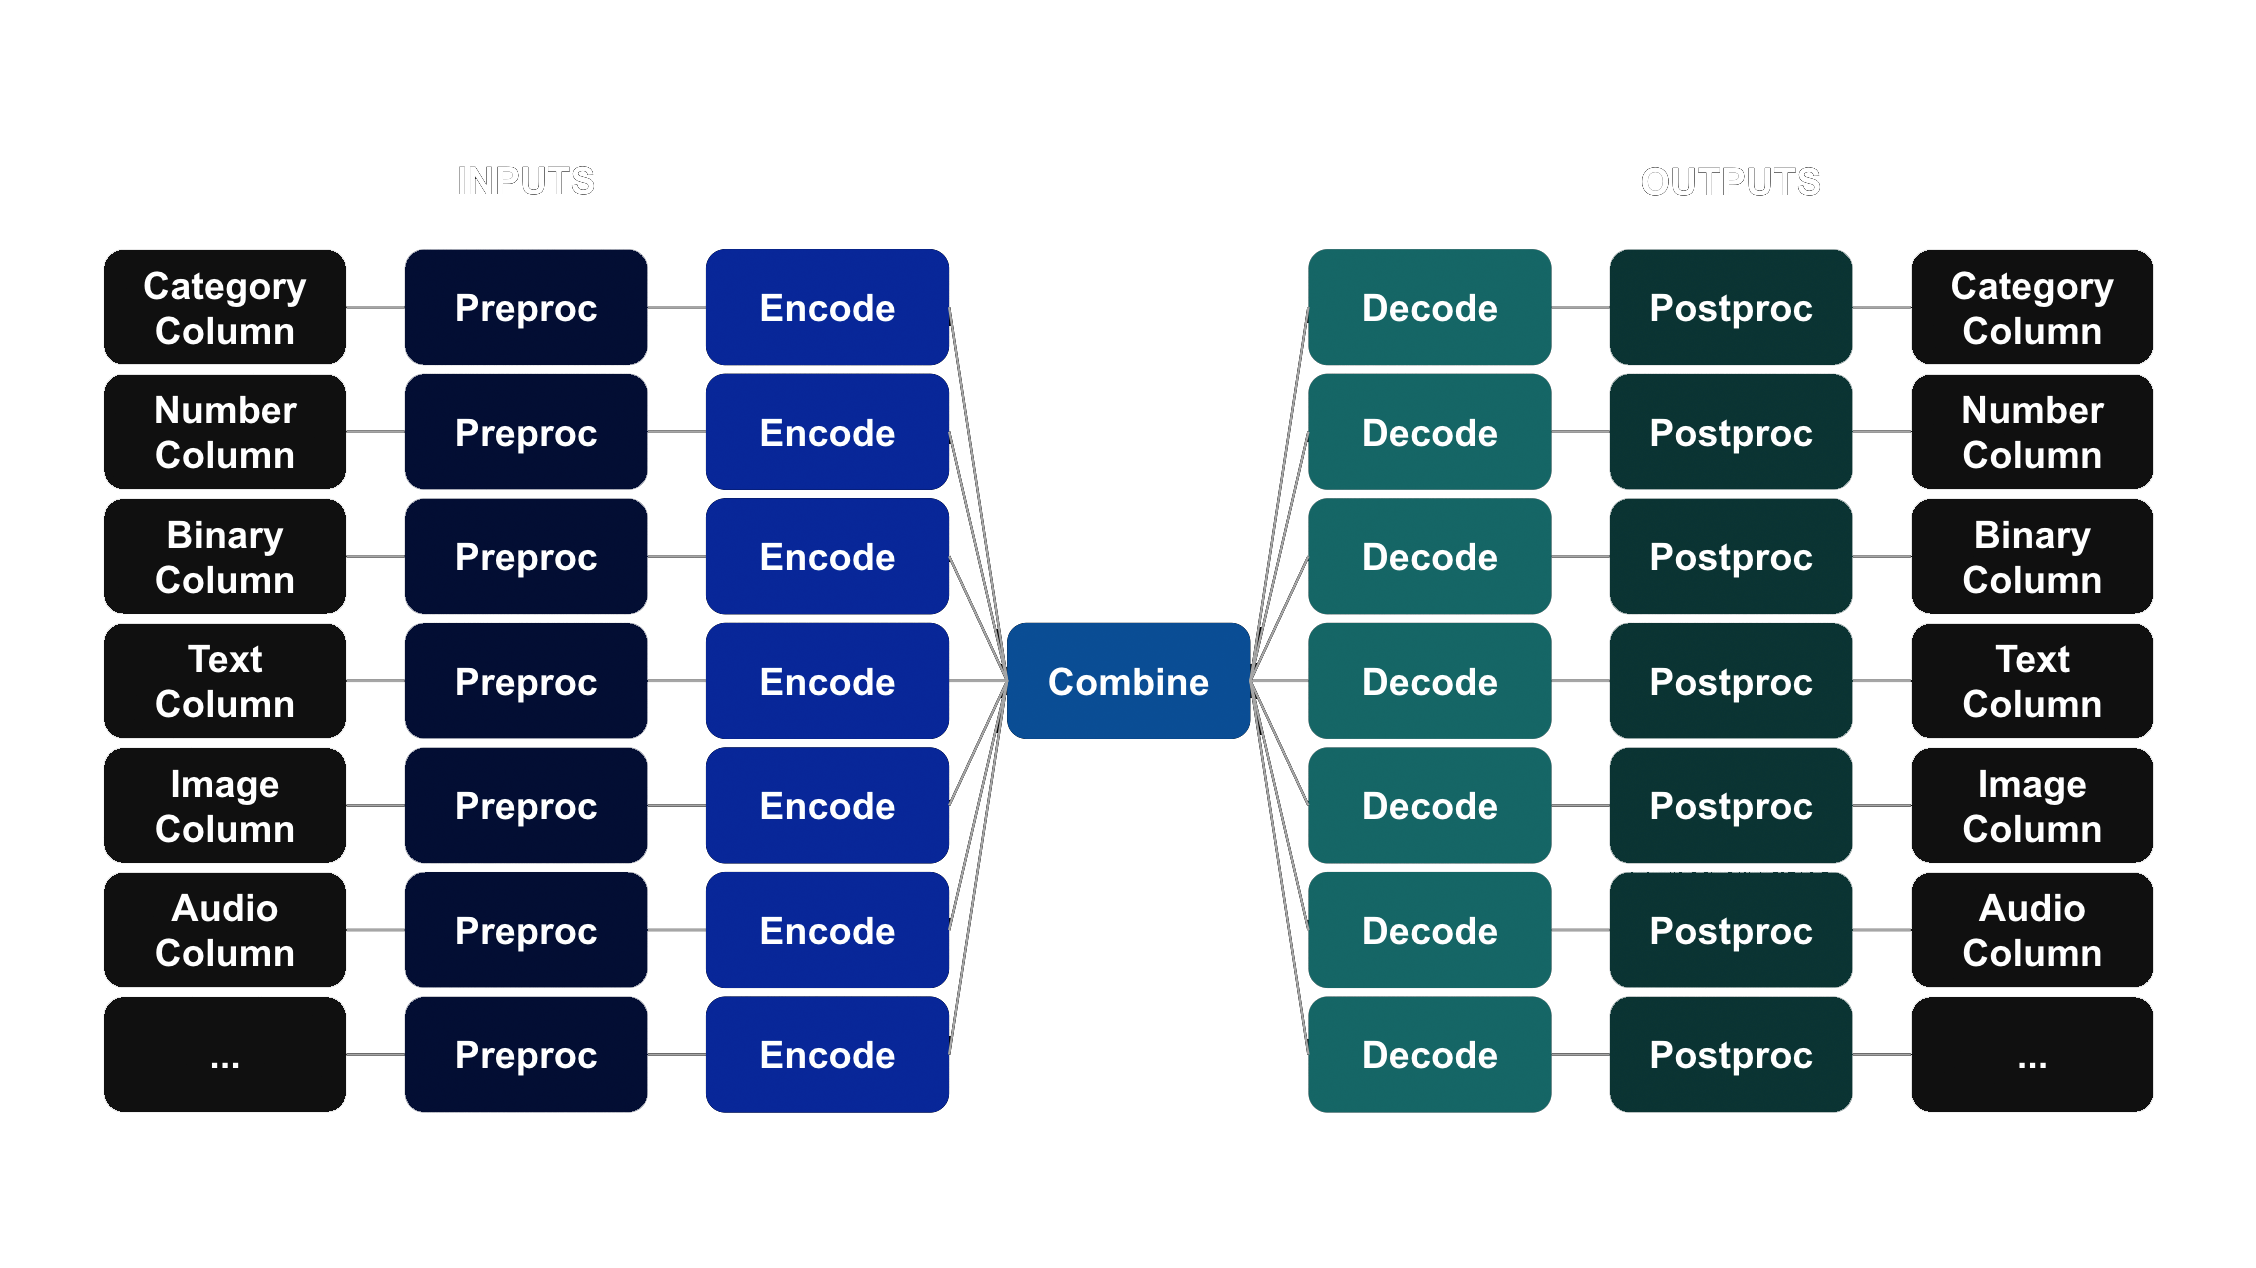 INPUTS
OUTPUTS
Category
Column
Preproc
Encode
Decode
Postproc
Category
Column
Number
Column
Preproc
Encode
Decode
Postproc
Number
Column
Binary
Column
Preproc
Encode
Decode
Postproc
Binary
Column
Text
Column
Preproc
Encode
Combine
Decode
Postproc
Text
Column
Image
Column
Preproc
Encode
Decode
Postproc
Image
Column
Audio
Column
Preproc
Encode
Decode
Postproc
Audio
Column
...
Preproc
Encode
Decode
Postproc
...